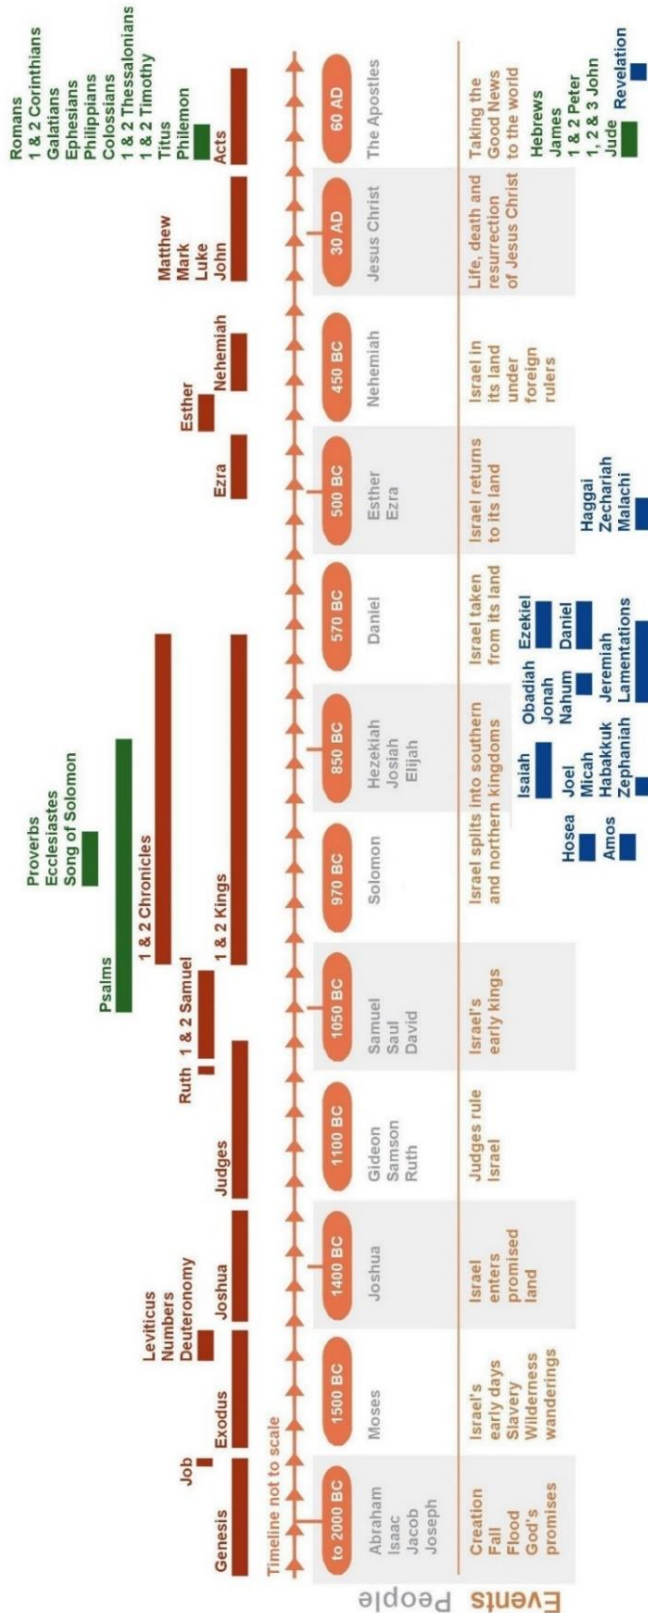 Proverbs
Ecclesiastes
Song of Solomon
Psalms
1 & 2 Chronicles
Romans
1 & 2 Corinthians
Galatians
Ephesians
Philippians
Colossians
1 & 2 Thessalonians
1 & 2 Timothy
Titus
Philemon
Job
Leviticus
Numbers
Deuteronomy
Ruth
1 & 2 Samuel
Esther
Matthew
Mark
Luke
John
Genesis
Exodus
Joshua
Judges
1 & 2 Kings
Ezra
Nehemiah
Acts
Timeline not to scale
to 2000 BC
1500 BC
1400 BC
1100 BC
1050 BC
970 BC
850 BC
570 BC
500 BC
450 BC
30 AD
60 AD
People
Abraham
Isaac
Jacob
Joseph
Moses
Joshua
Gideon
Samson
Ruth
Samuel
Saul
David
Solomon
Hezekiah
Josiah
Elijah
Daniel
Esther
Ezra
Nehemiah
Jesus Christ
The Apostles
Events
Creation
Fall
Flood
God's
promises
Israel's
early days
Slavery
Wilderness
wanderings
Israel
enters
promised
land
Judges rule
Israel
Israel's
early kings
Israel splits into southern
and northern kingdoms
Israel taken
from its land
Israel returns
to its land
Israel in
its land
under
foreign
rulers
Life, death and
resurrection
of Jesus Christ
Taking the
Good News
to the world
Hosea
Amos
Isaiah
Joel
Micah
Habakkuk
Zephaniah
Obadiah
Jonah
Nahum
Jeremiah
Lamentations
Ezekiel
Daniel
Haggai
Zechariah
Malachi
Hebrews
James
1 & 2 Peter
1, 2 & 3 John
Jude
Revelation